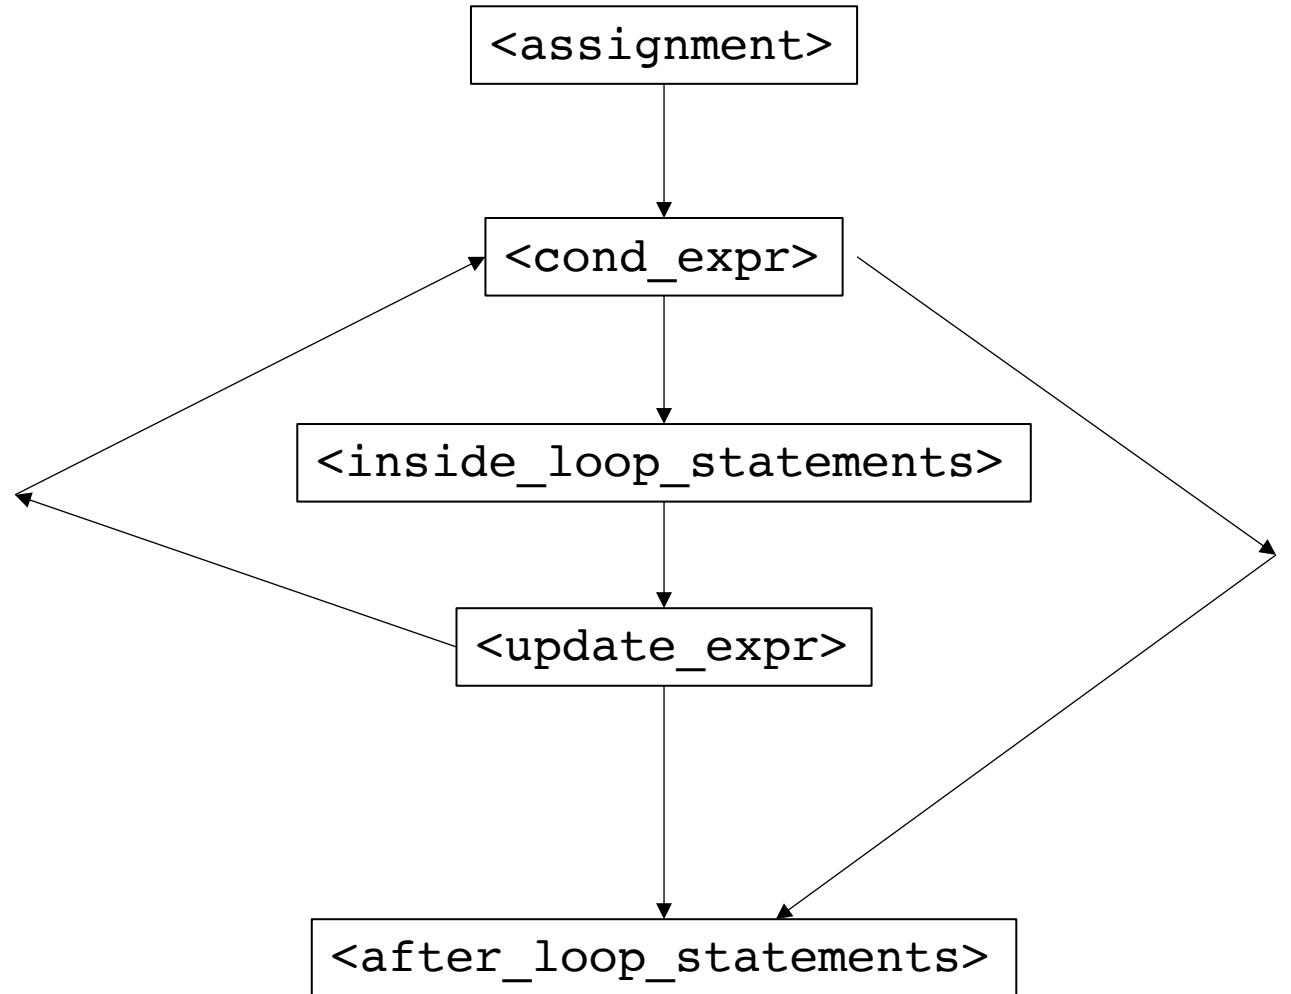 <assignment>
<cond_expr>
<inside_loop_statements>
<update_expr>
<after_loop_statements>